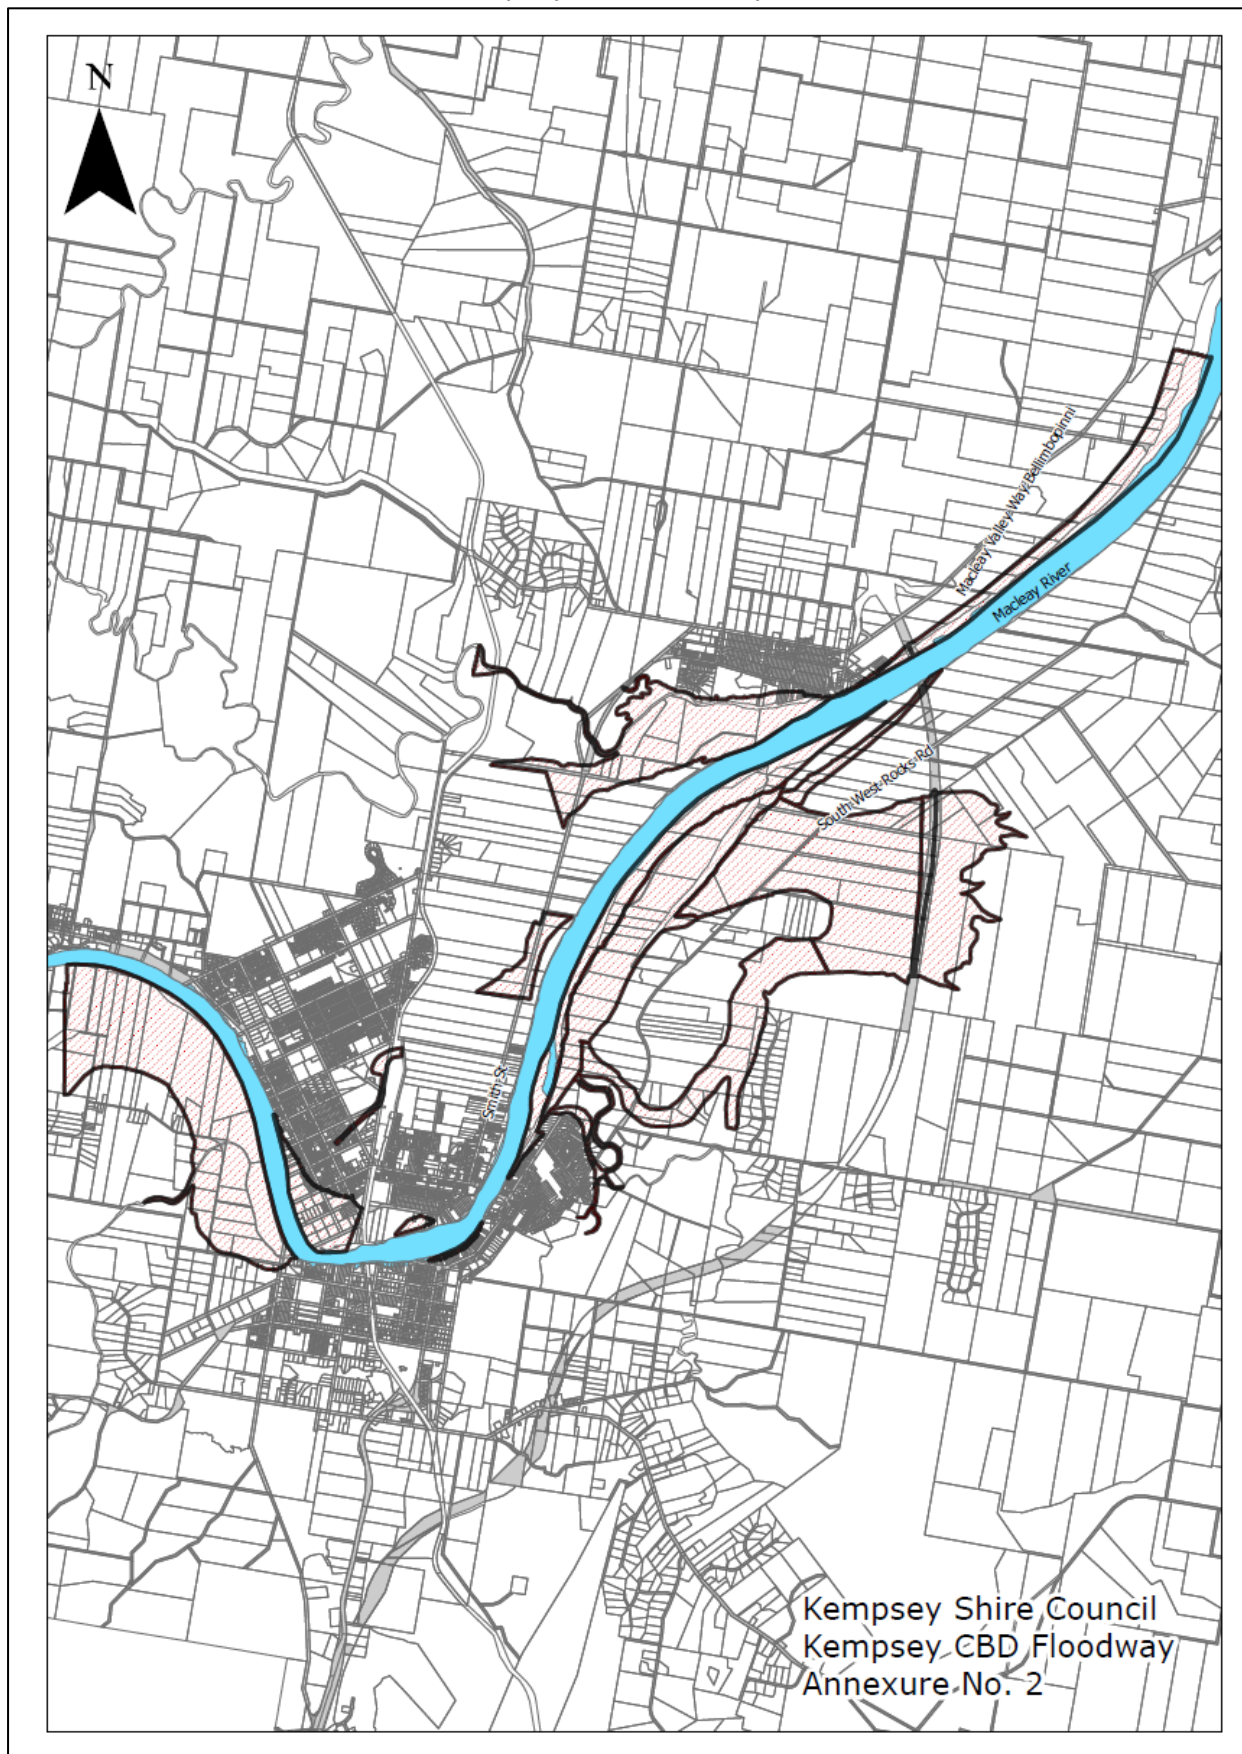 N
Macleay Valley Way Bellimbopinni
Macleay River
South West Rocks Rd
Smith St
Kempsey Shire Council
Kempsey CBD Floodway
Annexure No. 2